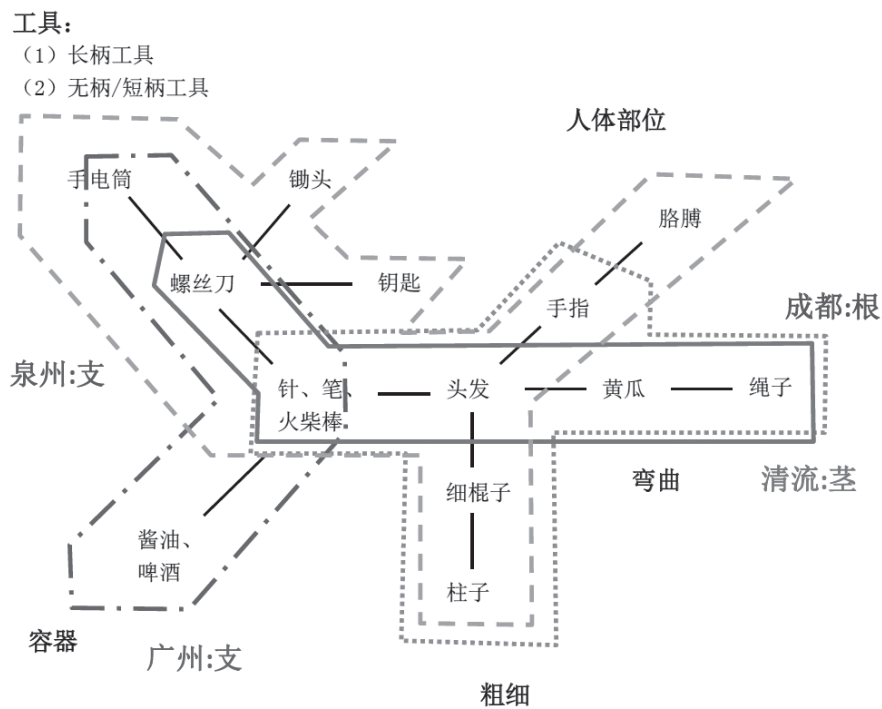 工具：
（1）长柄工具
（2）无柄/短柄工具
人体部位
手电筒
锄头
胳膊
螺丝刀
钥匙
手指
成都:根
泉州:支
针、笔、
火柴棒
头发
黄瓜
绳子
细棍子
弯曲
清流:茎
酱油、
啤酒
柱子
容器
广州:支
粗细